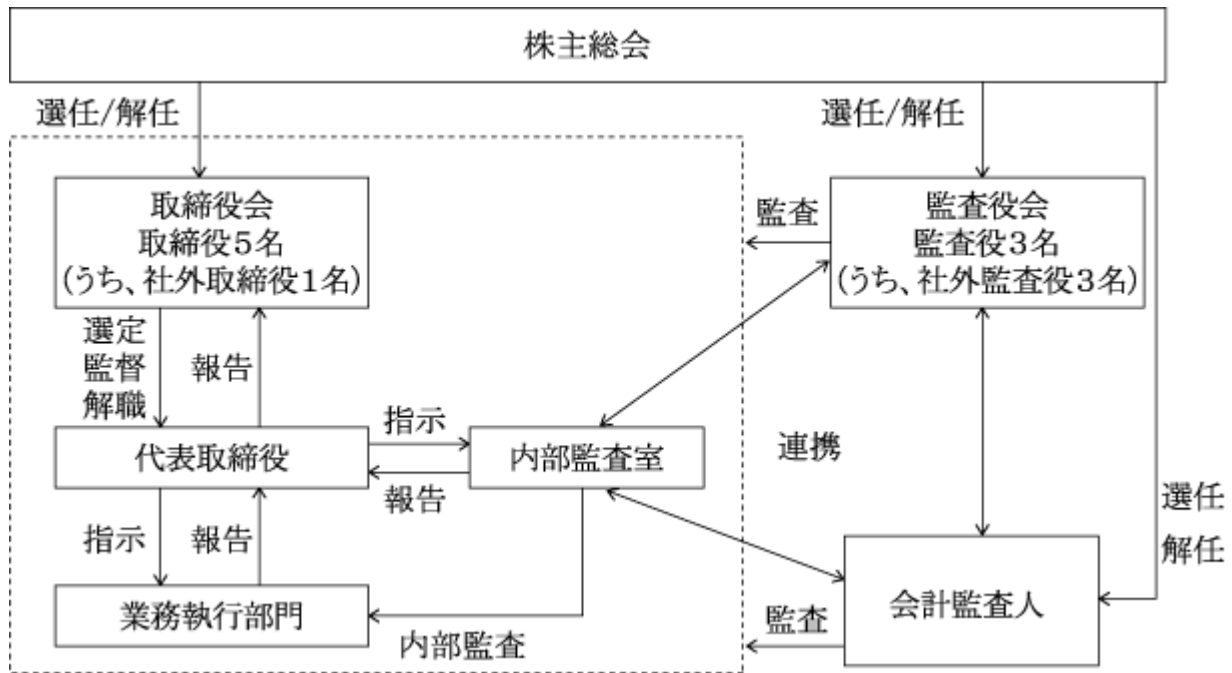 株主総会
選任/解任
選任/解任
取締役会
取締役5名
(うち、社外取締役1名)
監査
監査役会
監査役3名
(うち、社外監査役3名)
選定
監督
解職
報告
指示
代表取締役
内部監査室
連携
報告
選任
解任
指示
報告
業務執行部門
内部監査
監査
会計監査人